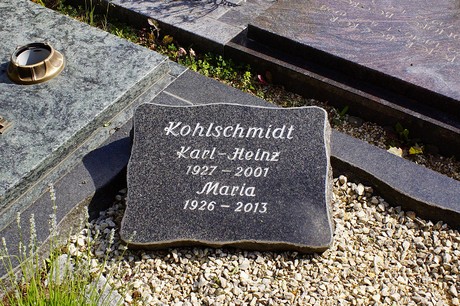 Kohlschmidt
Karl-Heinz
1927 – 2001
Maria
1926 – 2013